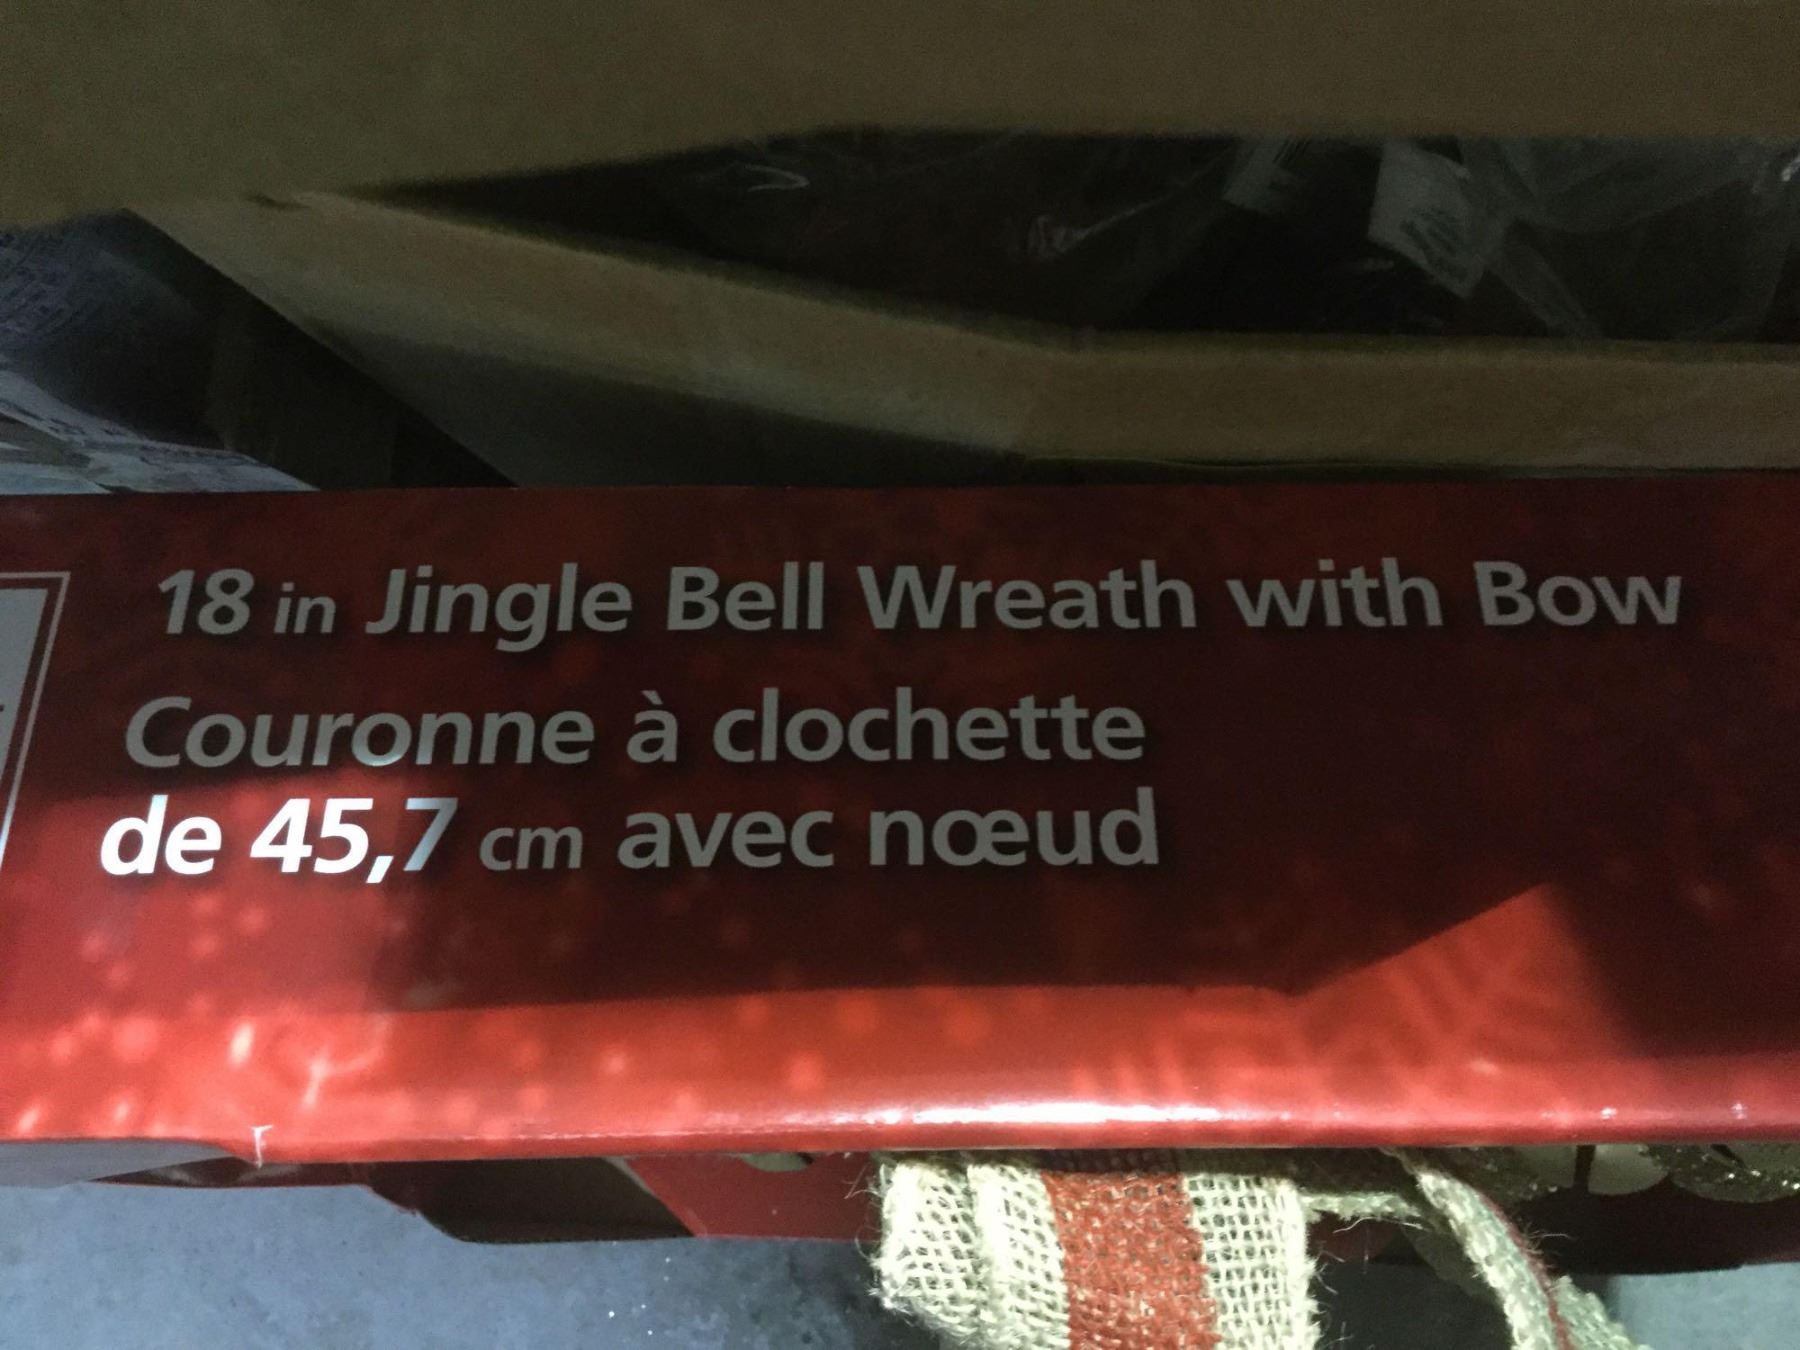 18 in Jingle Bell Wreath with Bow
Couronne à clochette
de 45,7 cm avec nœud